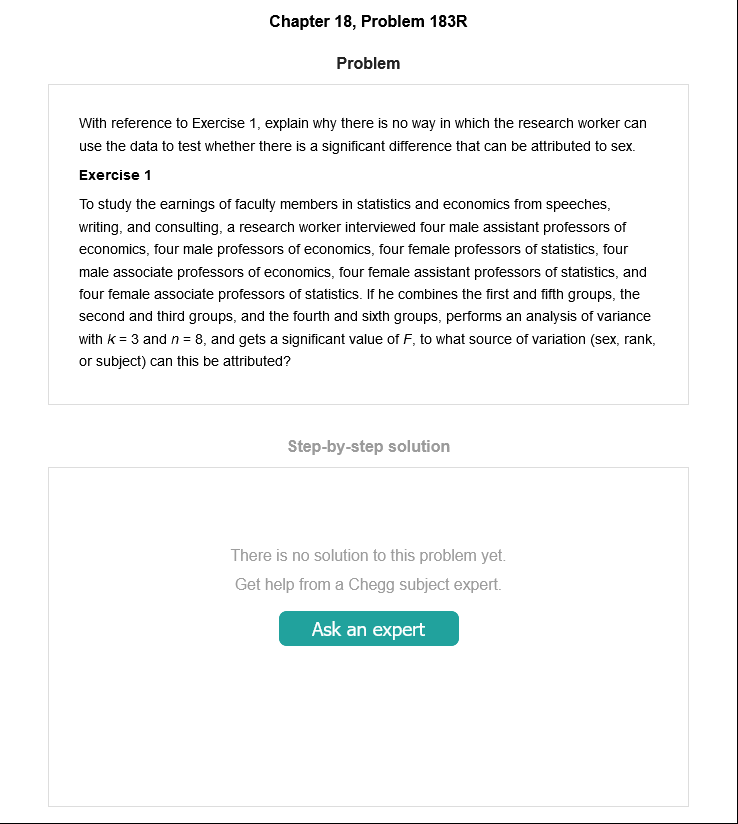 Chapter 18, Problem 183R
Problem
With reference to Exercise 1, explain why there is no way in which the research worker can
use the data to test whether there is a significant difference that can be attributed to sex.
Exercise 1
To study the earnings of faculty members in statistics and economics from speeches,
writing, and consulting, a research worker interviewed four male assistant professors of
economics, four male professors of economics, four female professors of statistics, four
male associate professors of economics, four female assistant professors of statistics, and
four female associate professors of statistics. If he combines the first and fifth groups, the
second and third groups, and the fourth and sixth groups, performs an analysis of variance
with k = 3 and n = 8, and gets a significant value of F, to what source of variation (sex, rank,
or subject) can this be attributed?
Step-by-step solution
There is no solution to this problem yet.
Get help from a Chegg subject expert.
Ask an expert